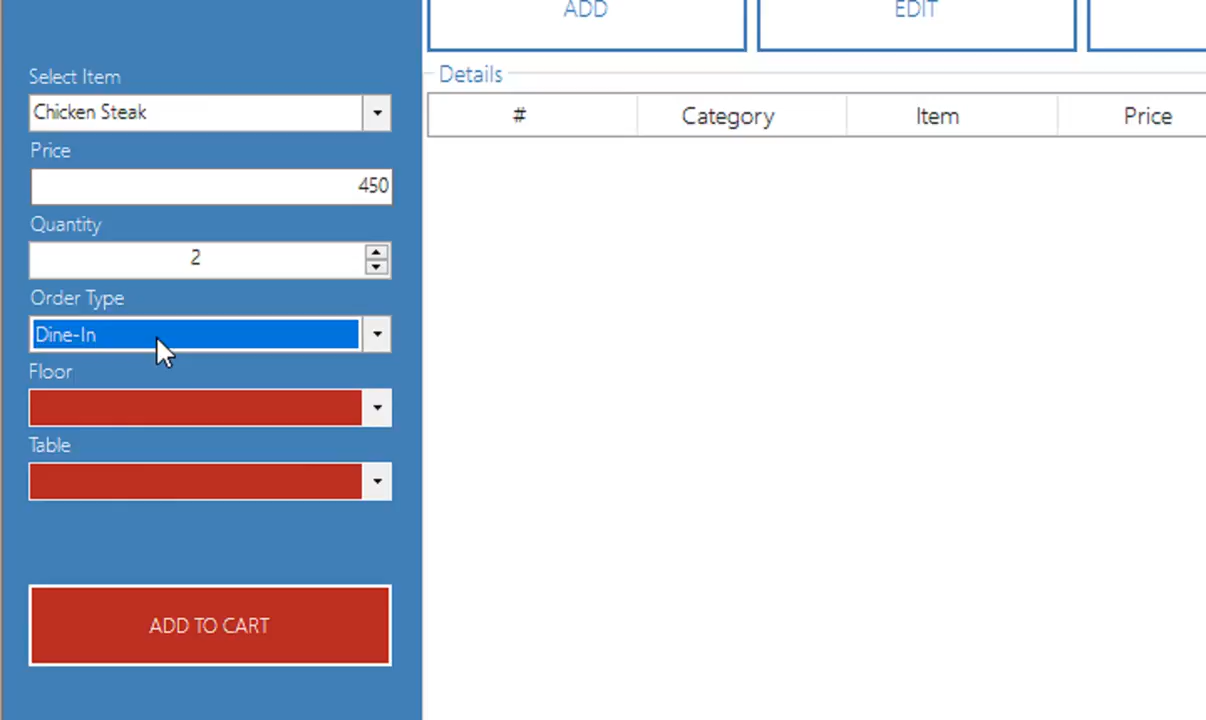 ADD
EDIT
Select Item
Chicken Steak
Price
450
Quantity
2
Order Type
Dine-In
Floor
Table
ADD TO CART
Details
# Category Item Price